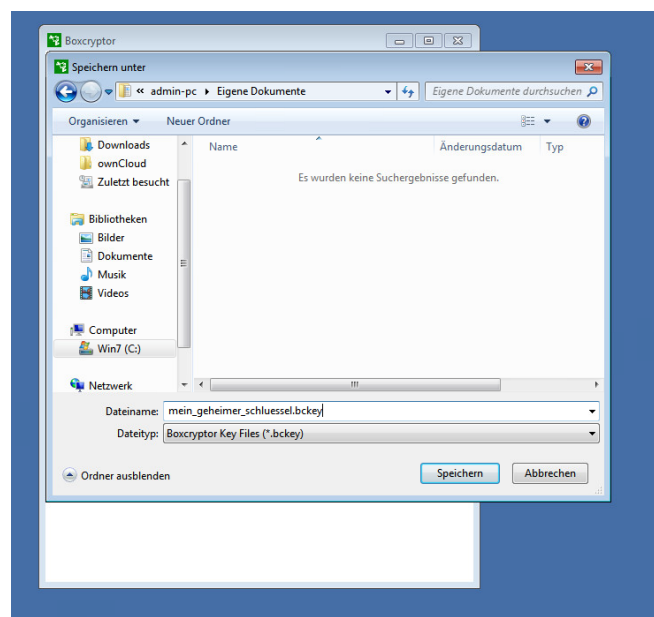 Boxcryptor
Speichern unter
« admin-pc ▸ Eigene Dokumente
Eigene Dokumente durchsuchen
Organisieren
Neuer Ordner
Downloads
ownCloud
Zuletzt besucht
Bibliotheken
Bilder
Dokumente
Musik
Videos
Computer
Win7 (C:)
Netzwerk
Name
Änderungsdatum
Typ
Es wurden keine Suchergebnisse gefunden.
Dateiname: mein_geheimer_schluessel.bckey
Dateityp: Boxcryptor Key Files (*.bckey)
Ordner ausblenden
Speichern
Abbrechen